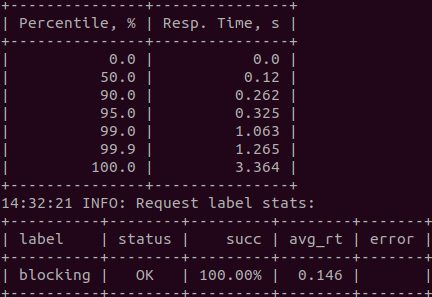 +---------------+---------------+
| Percentile, % | Resp. Time, s |
+---------------+---------------+
|           0.0 |           0.0 |
|          50.0 |          0.12 |
|          90.0 |         0.262 |
|          95.0 |         0.325 |
|          99.0 |         1.063 |
|          99.9 |         1.265 |
|         100.0 |         3.364 |
+---------------+---------------+
14:32:21 INFO: Request label stats:
+----------+--------+---------+--------+-------+
| label    | status |    succ | avg_rt | error |
+----------+--------+---------+--------+-------+
| blocking |   OK   | 100.00% |  0.146 |       |
+----------+--------+---------+--------+-------+